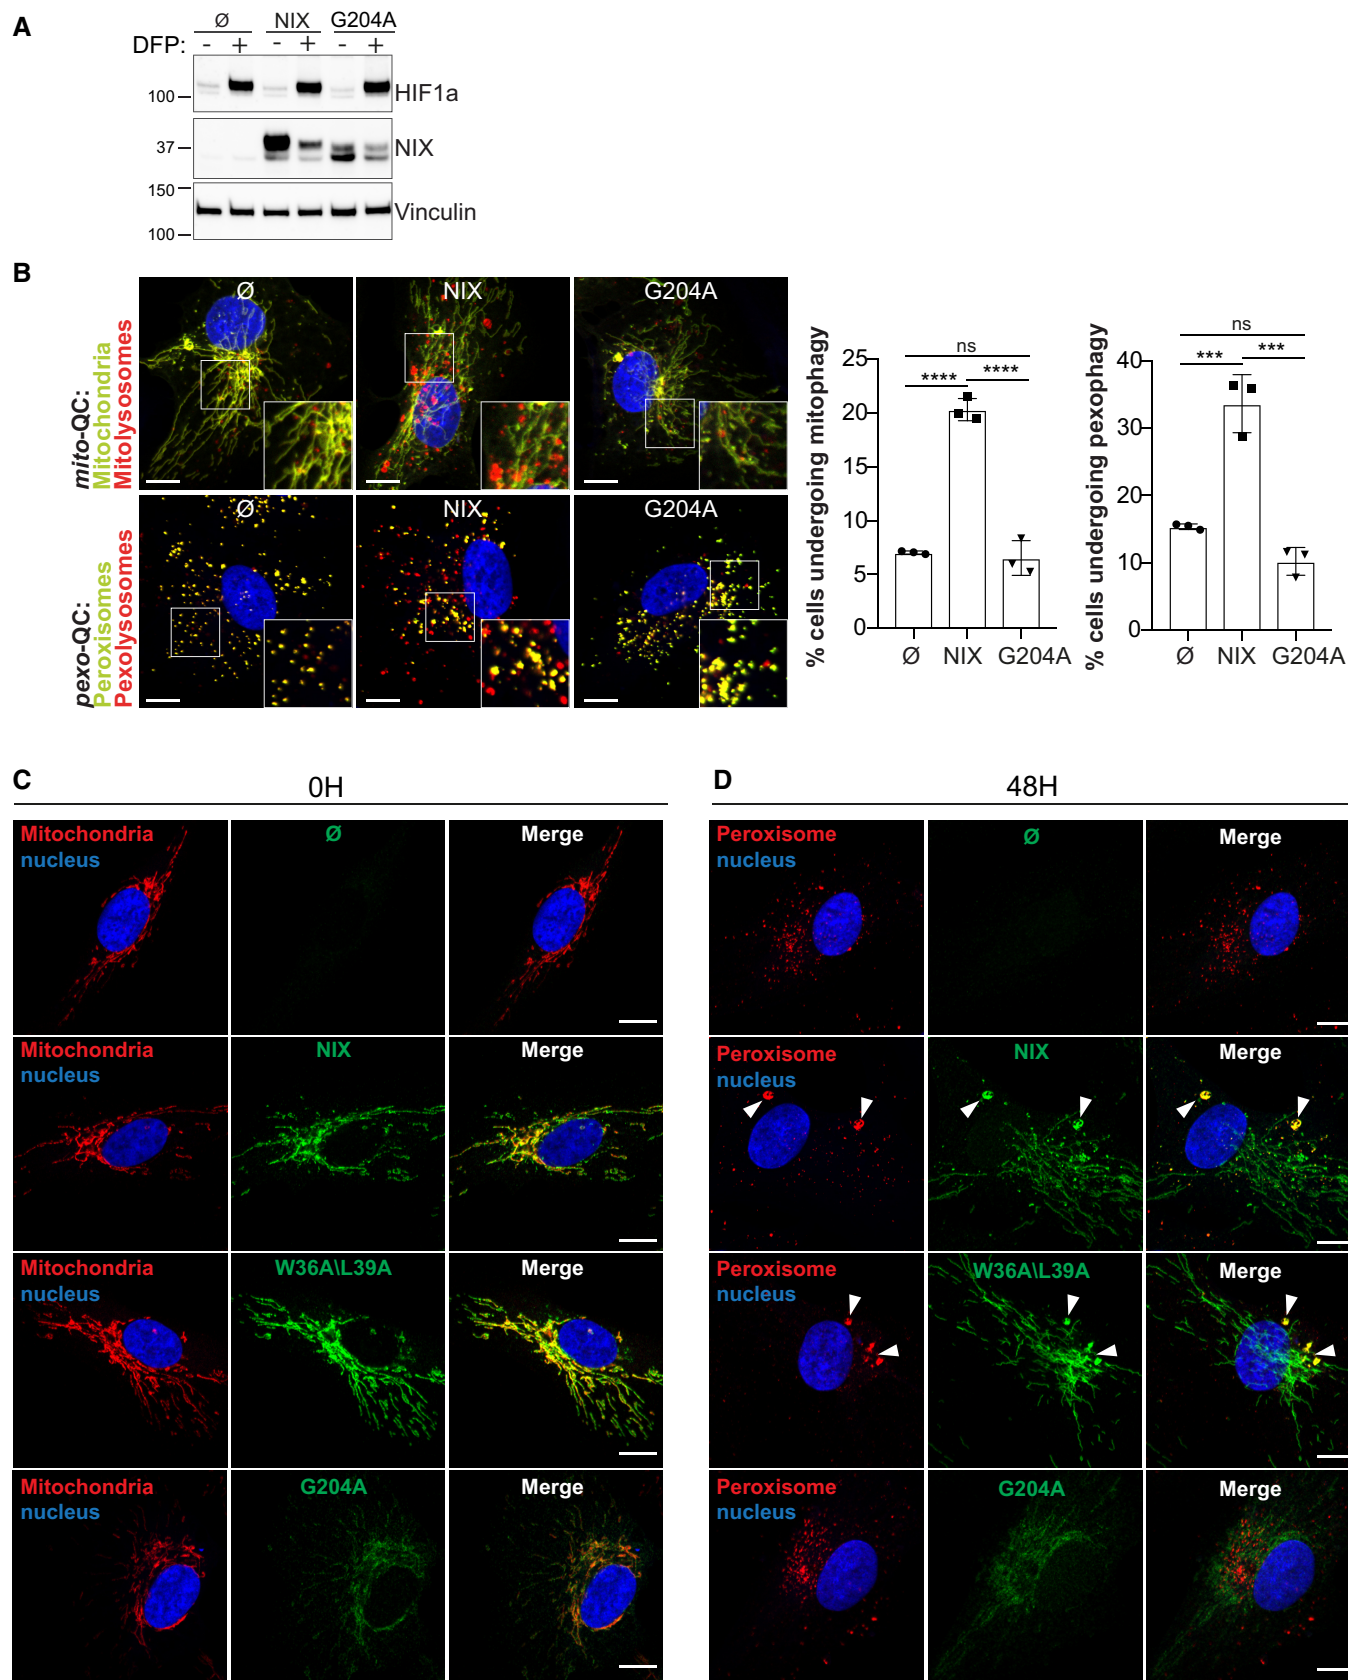 A
Ø NIX G204A
DFP: - + - + - +
100 HIF1a
37 NIX
150
Vinculin
100
B
mito-QC:
Mitochondria
Mitolysosomes
Ø NIX G204A
pexo-QC:
Peroxisomes
Pexolysosomes
Ø NIX G204A
% cells undergoing mitophagy
25
20
15
10
5
0
ns
**** ****
Ø NIX G204A
% cells undergoing pexophagy
40
30
20
10
0
ns
*** ***
Ø NIX G204A
C
0H
Mitochondria Ø Merge
nucleus
Mitochondria NIX Merge
nucleus
Mitochondria W36A\L39A Merge
nucleus
Mitochondria G204A Merge
nucleus
D
48H
Peroxisome Ø Merge
nucleus
Peroxisome NIX Merge
nucleus
Peroxisome W36A\L39A Merge
nucleus
Peroxisome G204A Merge
nucleus